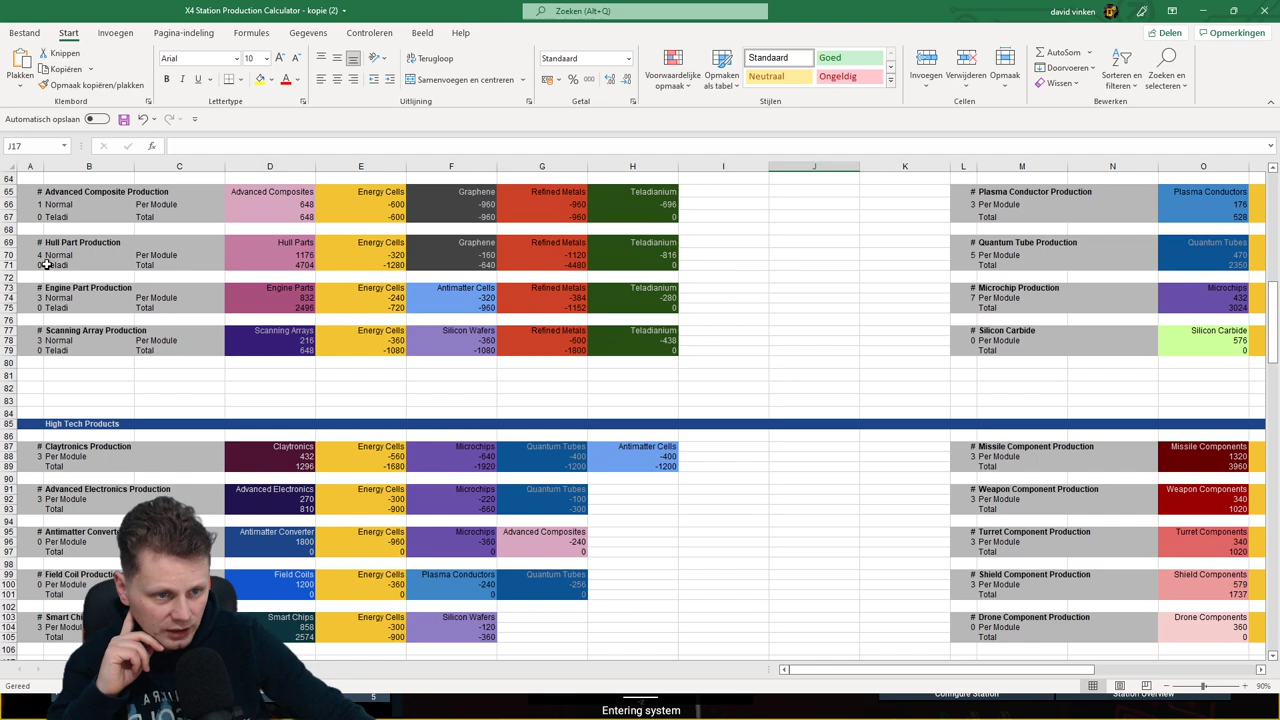 X4 Station Production Calculator - kopie (2)
Zoeken (Alt+Q)
david vinken
Bestand Start Invoegen Pagina-indeling Formules Gegevens Controleren Beeld Help
Delen Opmerkingen
Plakken
Knippen
Kopiëren
Opmaak kopiëren/plakken
Klembord
Arial 10
B I U
Lettertype
Terugloop
Samenvoegen en centreren
Uitlijning
Standaard
Getal
Voorwaardelijke opmaak
Opmaken als tabel
Standaard Goed
Neutraal Ongeldig
Stijlen
Invoegen Verwijderen Opmaak
Cellen
AutoSom
Doorvoeren
Wissen
Sorteren en filteren
Zoeken en selecteren
Bewerken
Automatisch opslaan
J17
fx
A B C D E F G H I J K L M N O
64
65 # Advanced Composite Production Advanced Composites Energy Cells Graphene Refined Metals Teladianium # Plasma Conductor Production Plasma Conductors
66 1 Normal Per Module 648 -600 -960 -960 -696 3 Per Module 176
67 0 Teladi Total 648 -600 -960 -960 0 Total 528
68
69 # Hull Part Production Hull Parts Energy Cells Graphene Refined Metals Teladianium # Quantum Tube Production Quantum Tubes
70 4 Normal Per Module 1176 -320 -160 -1120 -816 5 Per Module 470
71 0 Teladi Total 4704 -1280 -640 -4480 0 Total 2350
72
73 # Engine Part Production Engine Parts Energy Cells Antimatter Cells Refined Metals Teladianium # Microchip Production Microchips
74 3 Normal Per Module 832 -240 -320 -384 -280 7 Per Module 432
75 0 Teladi Total 2496 -720 -960 -1152 0 Total 3024
76
77 # Scanning Array Production Scanning Arrays Energy Cells Silicon Wafers Refined Metals Teladianium # Silicon Carbide Silicon Carbide
78 3 Normal Per Module 216 -360 -360 -600 -438 0 Per Module 576
79 0 Teladi Total 648 -1080 -1080 -1800 0 Total 0
80
81
82
83
84
85 High Tech Products
86
87 # Claytronics Production Claytronics Energy Cells Microchips Quantum Tubes Antimatter Cells # Missile Component Production Missile Components
88 3 Per Module 432 -560 -640 -400 -400 3 Per Module 1320
89 Total 1296 -1680 -1920 -1200 -1200 Total 3960
90
91 # Advanced Electronics Production Advanced Electronics Energy Cells Microchips Quantum Tubes # Weapon Component Production Weapon Components
92 3 Per Module 270 -300 -220 -100 3 Per Module 340
93 Total 810 -900 -660 -300 Total 1020
94
95 # Antimatter Converte Antimatter Converter Energy Cells Microchips Advanced Composites # Turret Component Production Turret Components
96 0 Per Module 1800 -960 -360 -240 3 Per Module 340
97 Total 0 0 0 0 Total 1020
98
99 # Field Coil Productio Field Coils Energy Cells Plasma Conductors Quantum Tubes # Shield Component Production Shield Components
100 0 Per Module 1200 -360 -240 -256 3 Per Module 579
101 Total 0 0 0 0 Total 1737
102
103 # Smart Chi Smart Chips Energy Cells Silicon Wafers # Drone Component Production Drone Components
104 3 Per Module 858 -300 -120 0 Per Module 360
105 Total 2574 -900 -360 Total 0
Gereed
90%
5
Entering system
Configure Station
Station Overview